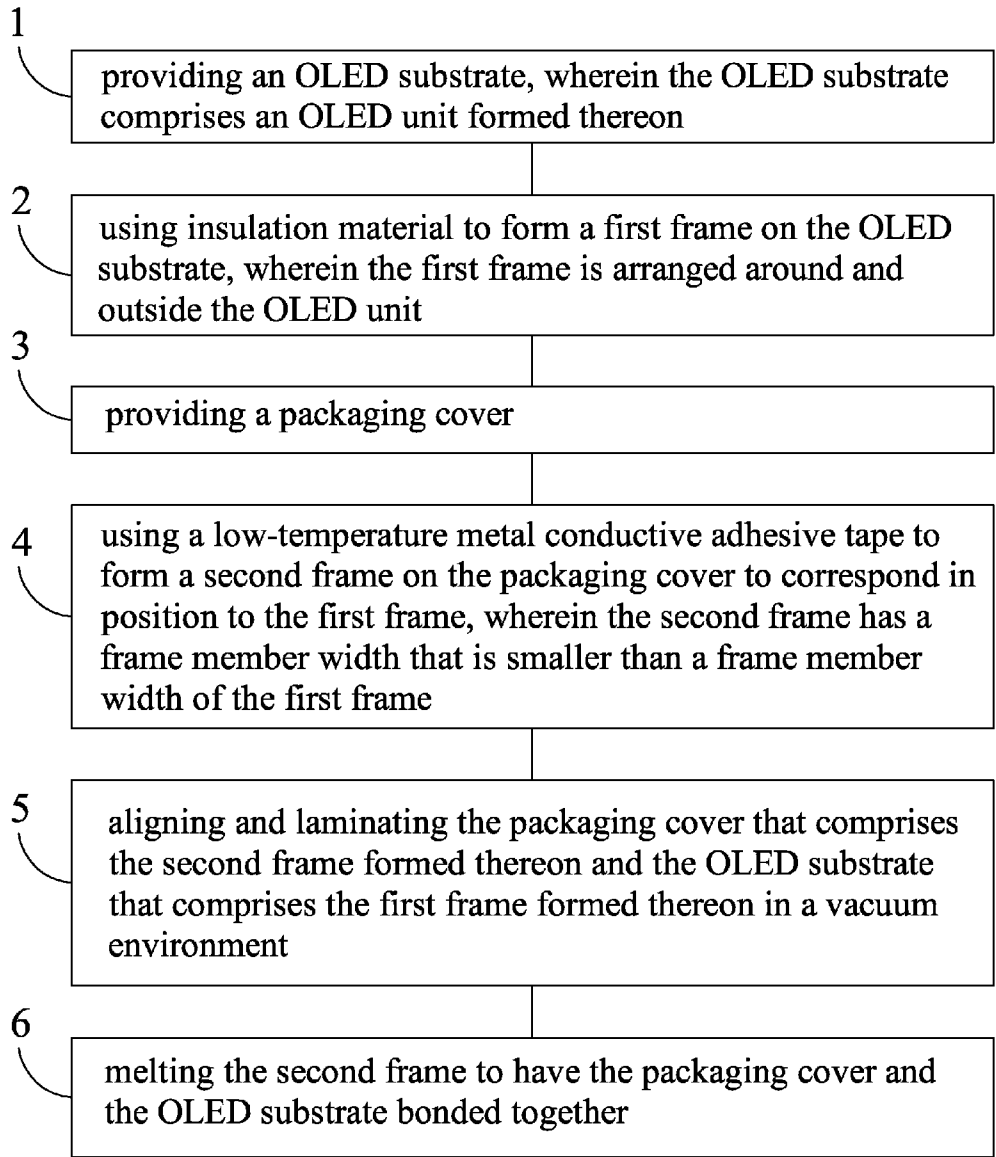 1
providing an OLED substrate, wherein the OLED substrate
comprises an OLED unit formed thereon
2
using insulation material to form a first frame on the OLED
substrate, wherein the first frame is arranged around and
outside the OLED unit
3
providing a packaging cover
4
using a low-temperature metal conductive adhesive tape to
form a second frame on the packaging cover to correspond in
position to the first frame, wherein the second frame has a
frame member width that is smaller than a frame member
width of the first frame
5
aligning and laminating the packaging cover that comprises
the second frame formed thereon and the OLED substrate
that comprises the first frame formed thereon in a vacuum
environment
6
melting the second frame to have the packaging cover and
the OLED substrate bonded together